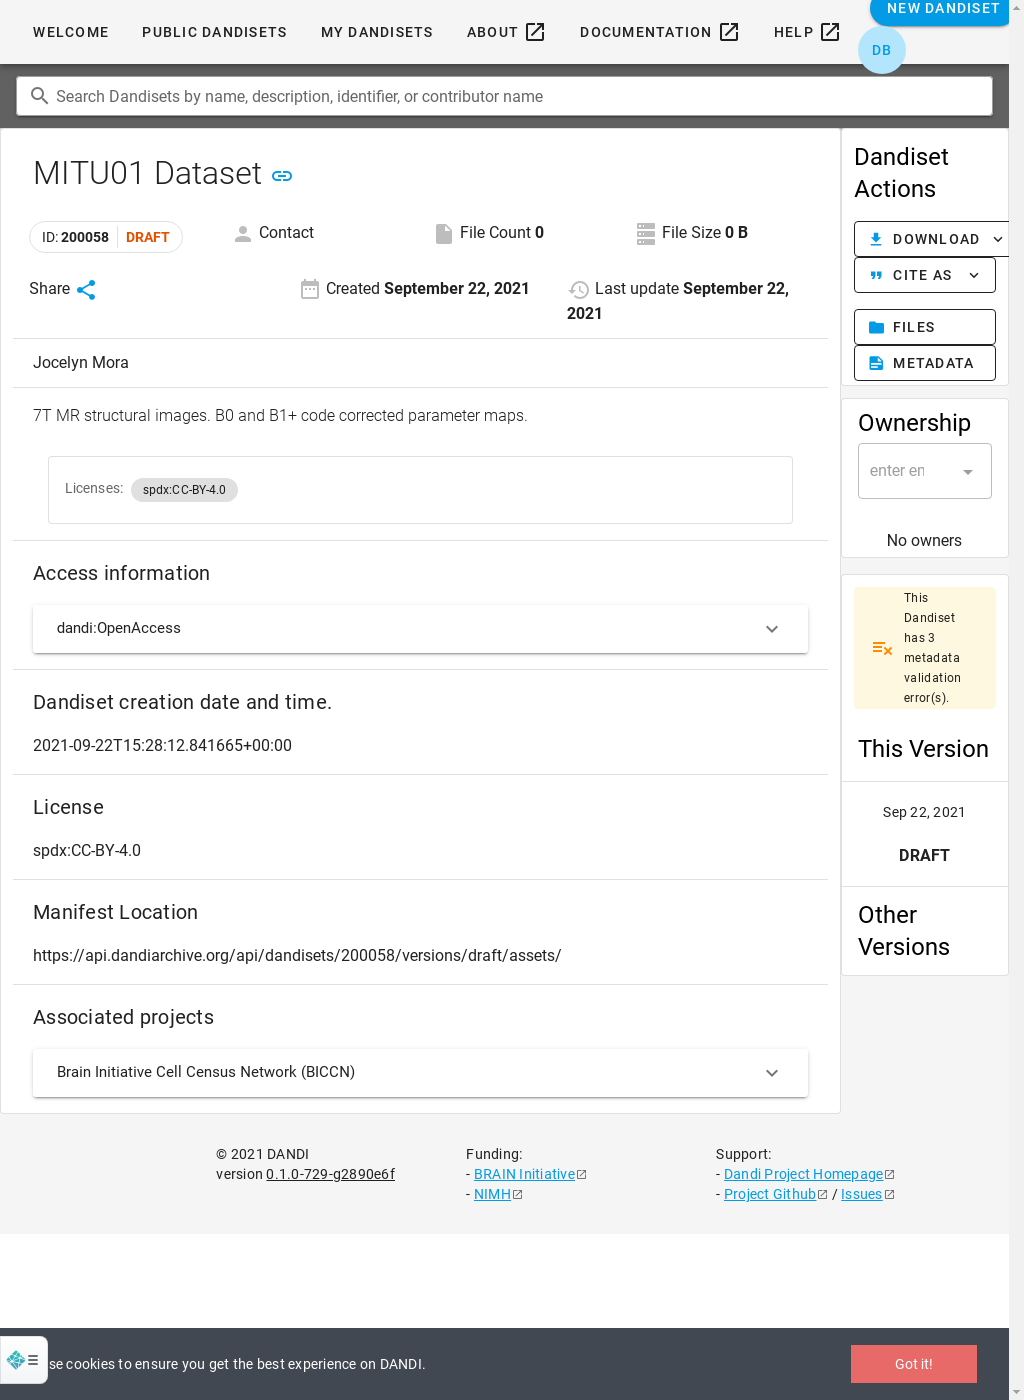 WELCOME PUBLIC DANDISETS MY DANDISETS ABOUT DOCUMENTATION HELP NEW DANDISET
DB
Search Dandisets by name, description, identifier, or contributor name
MITU01 Dataset
ID: 200058 DRAFT Contact File Count 0 File Size 0 B
Share Created September 22, 2021 Last update September 22,
2021
Jocelyn Mora
7T MR structural images. B0 and B1+ code corrected parameter maps.
Licenses: spdx:CC-BY-4.0
Access information
dandi:OpenAccess
Dandiset creation date and time.
2021-09-22T15:28:12.841665+00:00
License
spdx:CC-BY-4.0
Manifest Location
https://api.dandiarchive.org/api/dandisets/200058/versions/draft/assets/
Associated projects
Brain Initiative Cell Census Network (BICCN)
Dandiset
Actions
DOWNLOAD
CITE AS
FILES
METADATA
Ownership
enter en
No owners
This
Dandiset
has 3
metadata
validation
error(s).
This Version
Sep 22, 2021
DRAFT
Other
Versions
© 2021 DANDI
version 0.1.0-729-g2890e6f
Funding:
- BRAIN Initiative
- NIMH
Support:
- Dandi Project Homepage
- Project Github / Issues
se cookies to ensure you get the best experience on DANDI.
Got it!